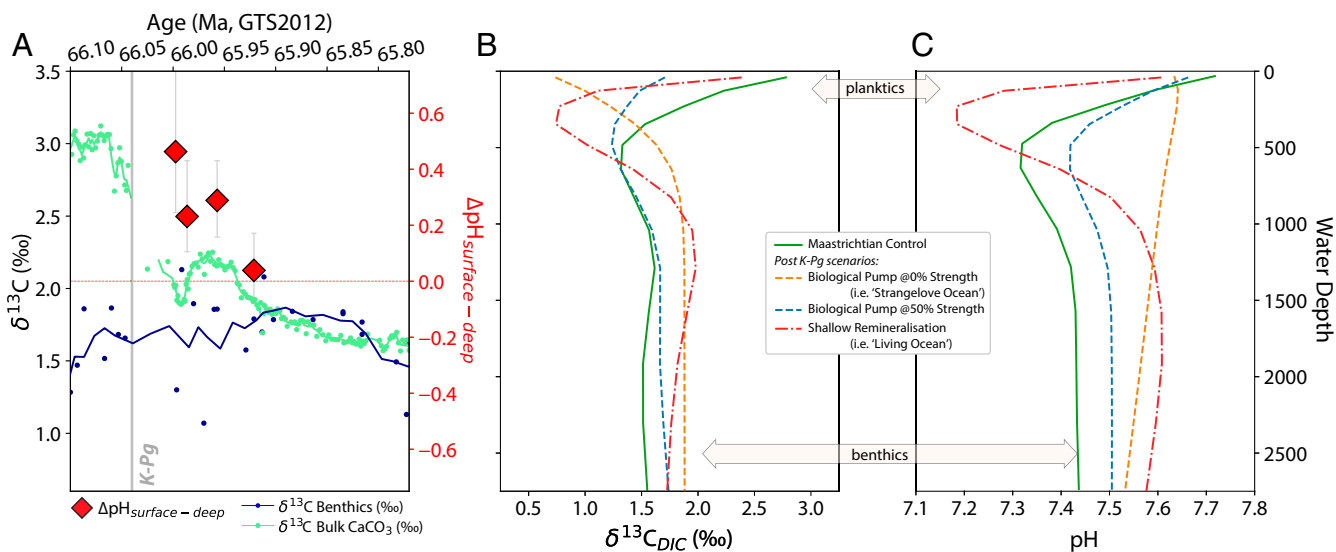 A
Age (Ma, GTS2012)
66.10 66.05 66.00 65.95 65.90 65.85 65.80
3.5
3.0
2.5
2.0
1.5
1.0
δ¹³C (‰)
0.6
0.4
0.2
0.0
−0.2
−0.4
−0.6
ΔpH_surface − deep
K-Pg
ΔpH_surface − deep
δ¹³C Benthics (‰)
δ¹³C Bulk CaCO₃ (‰)
B
planktics
benthics
0.5 1.0 1.5 2.0 2.5 3.0
δ¹³C_DIC (‰)
C
Maastrichtian Control
Post K-Pg scenarios:
Biological Pump @0% Strength
(i.e. 'Strangelove Ocean')
Biological Pump @50% Strength
Shallow Remineralisation
(i.e. 'Living Ocean')
0
500
1000
1500
2000
2500
Water Depth
7.1 7.2 7.3 7.4 7.5 7.6 7.7 7.8
pH